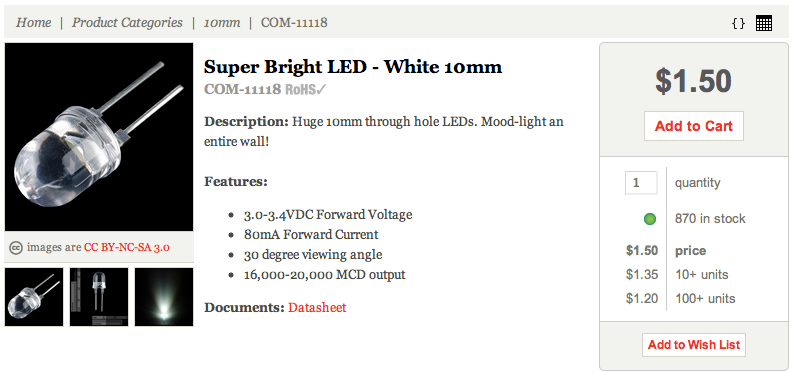 Home | Product Categories | 10mm | COM-11118
{}
Super Bright LED - White 10mm
COM-11118 RoHS✓
Description: Huge 10mm through hole LEDs. Mood-light an
entire wall!
Features:
• 3.0-3.4VDC Forward Voltage
• 80mA Forward Current
• 30 degree viewing angle
• 16,000-20,000 MCD output
Documents: Datasheet
cc images are CC BY-NC-SA 3.0
$1.50
Add to Cart
1 quantity
870 in stock
$1.50 price
$1.35 10+ units
$1.20 100+ units
Add to Wish List